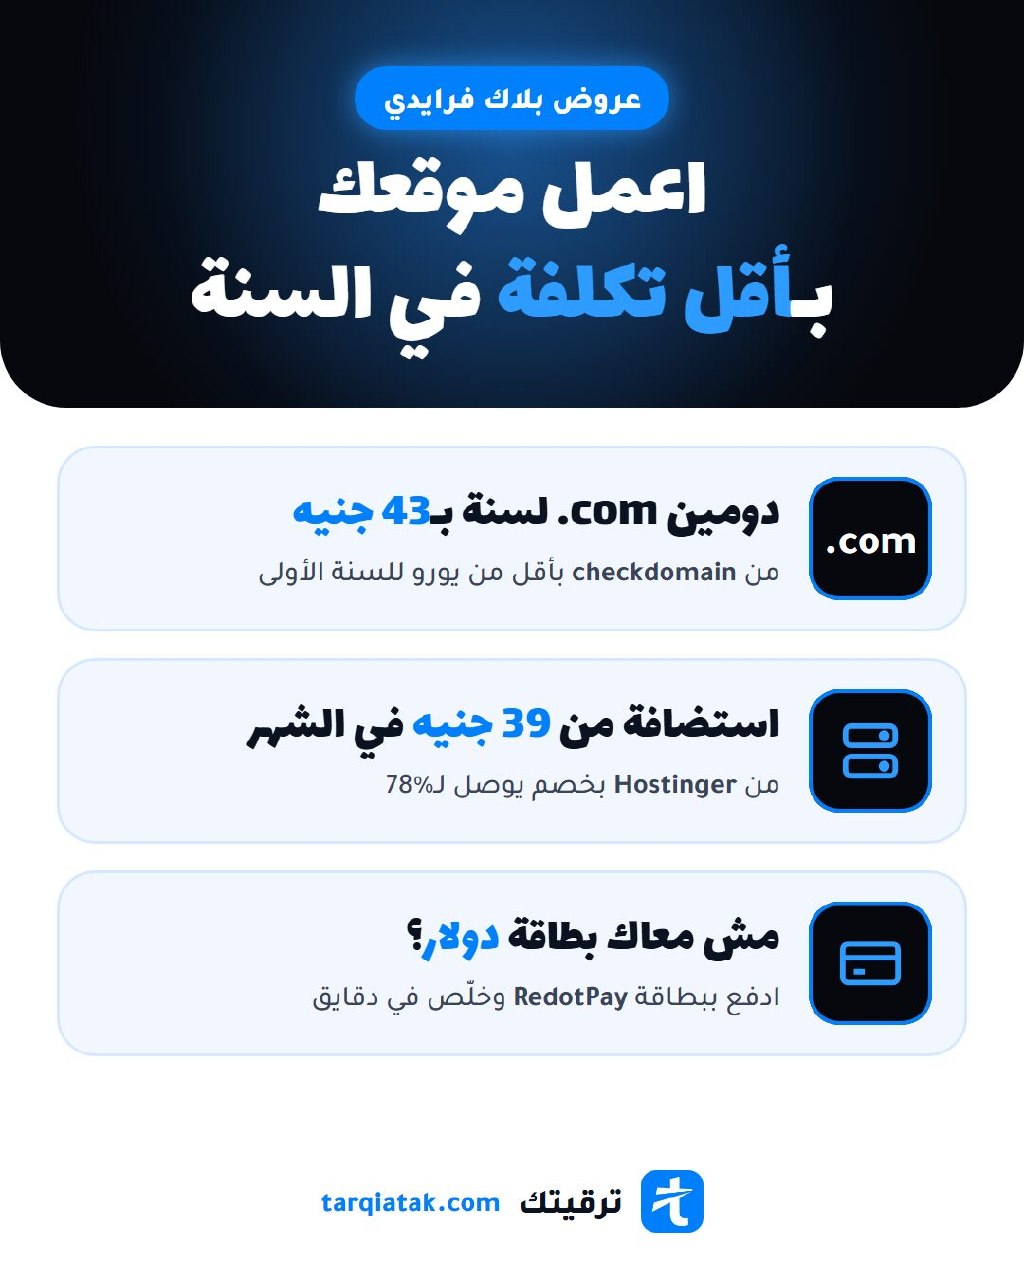 عروض بلاك فرايدي
اعمل موقعك
بـأقل تكلفة في السنة
.com
دومين com. لسنة بـ43 جنيه
من checkdomain بأقل من يورو للسنة الأولى
استضافة من 39 جنيه في الشهر
من Hostinger بخصم يوصل لـ78%
مش معاك بطاقة دولار؟
ادفع ببطاقة RedotPay وخلّص في دقايق
ترقيتك tarqiatak.com